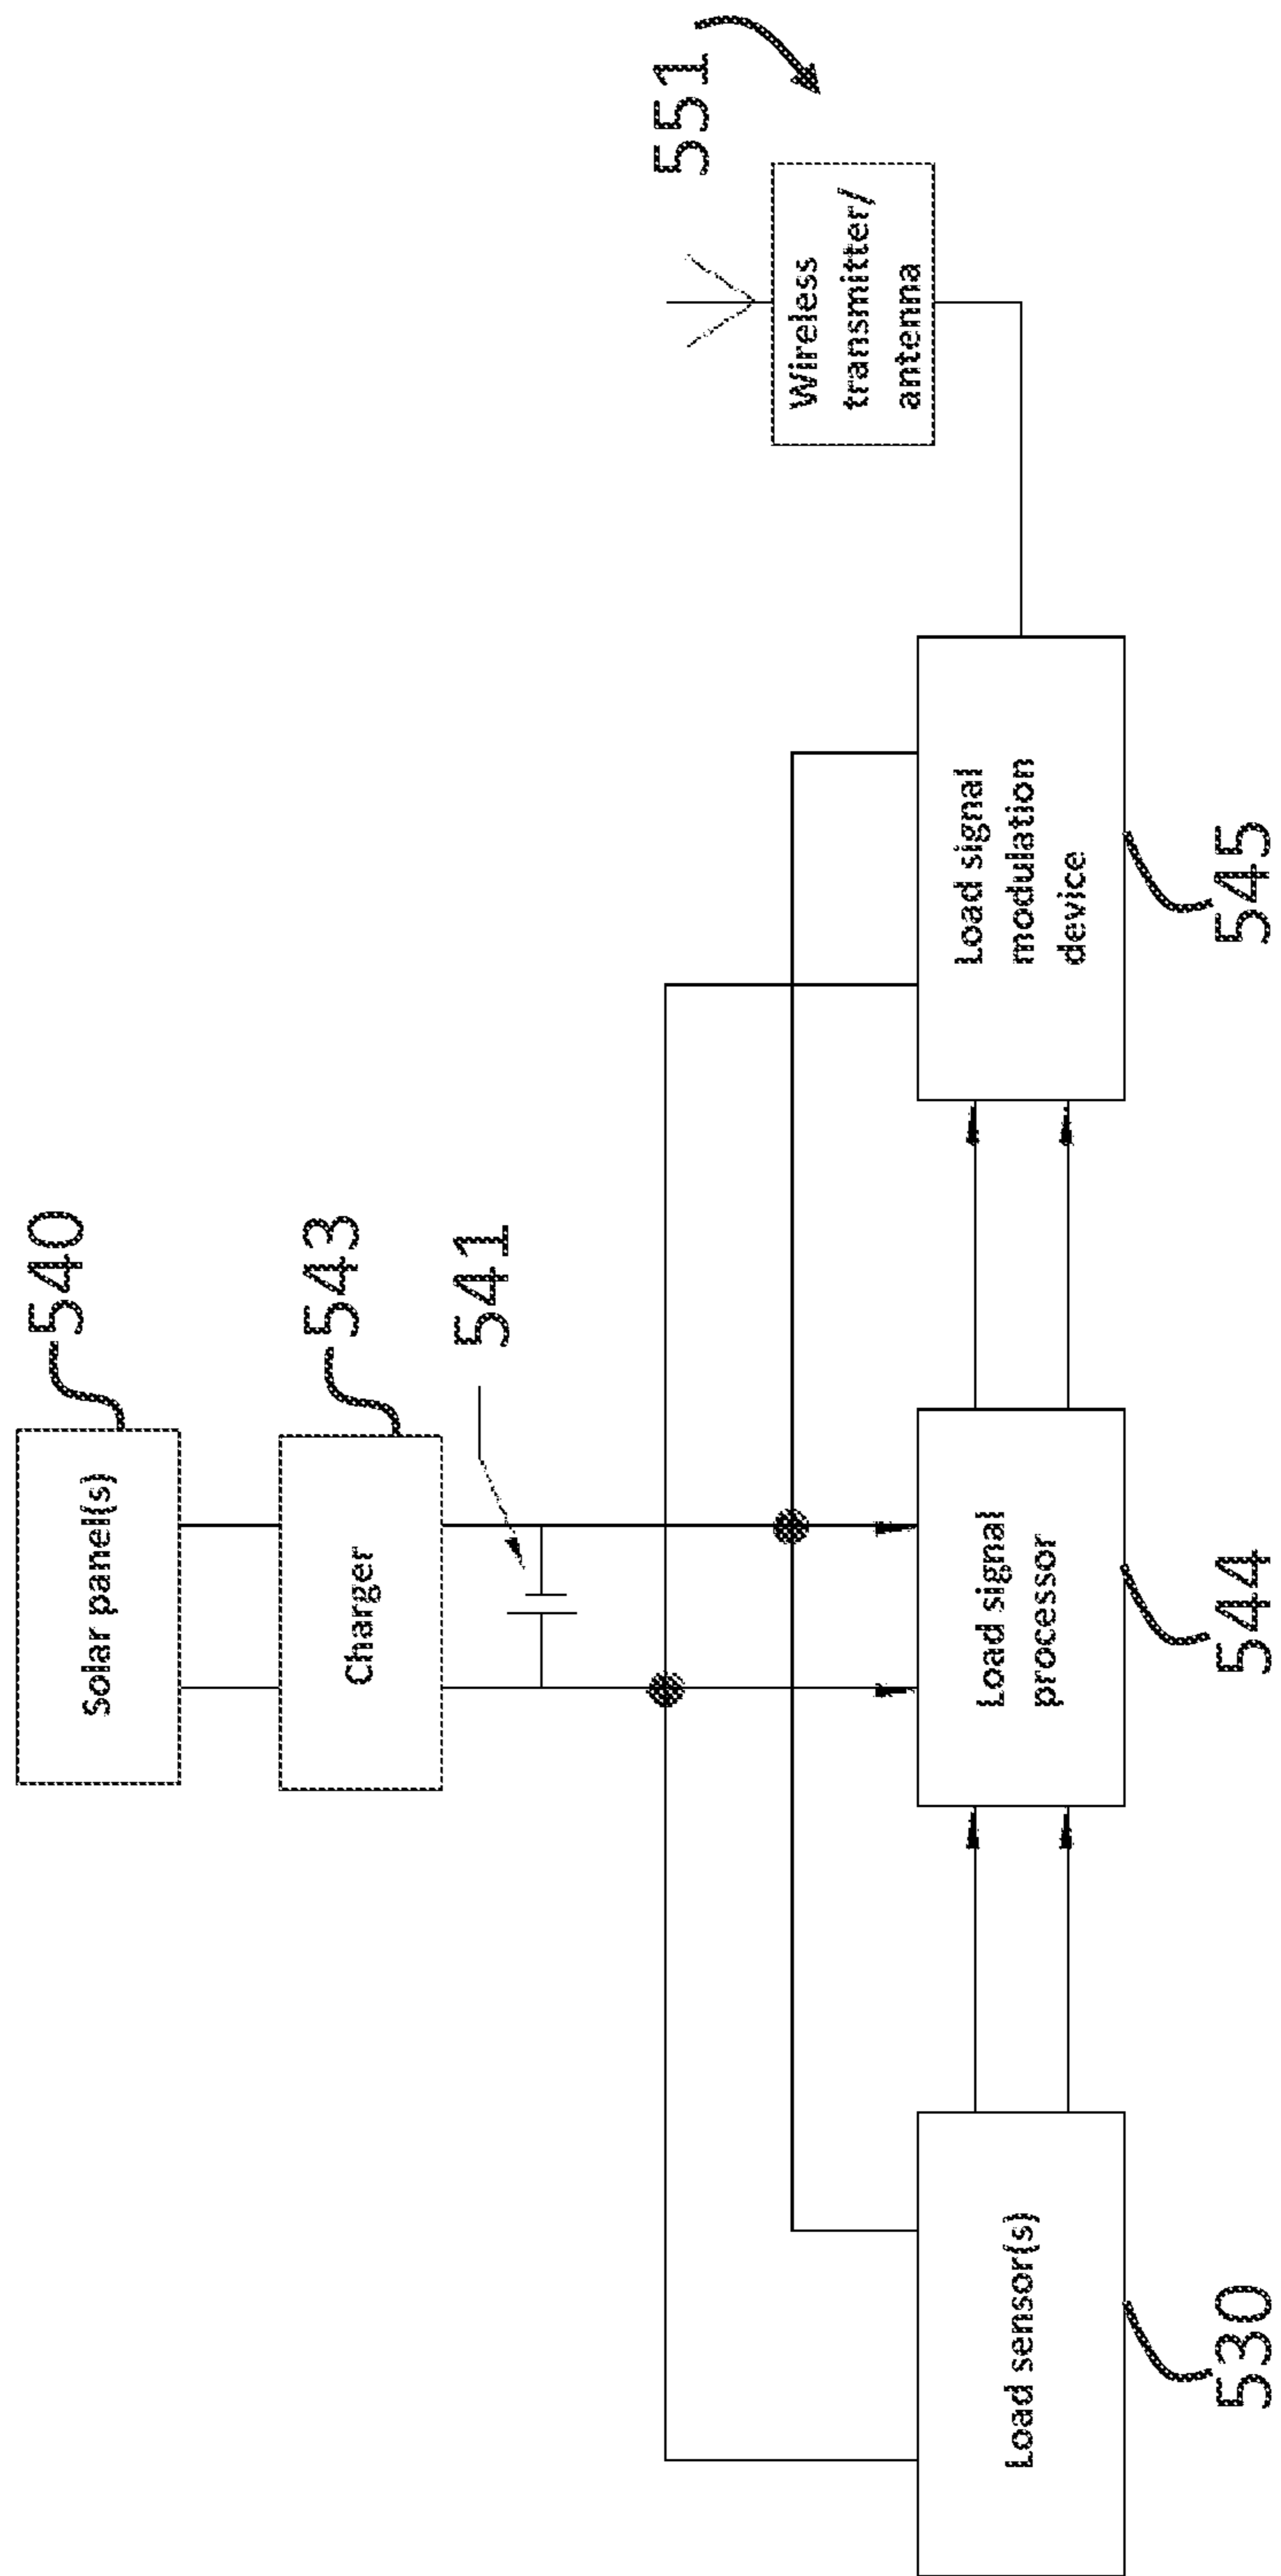 Solar panel(s)
540
Charger
543
541
551
Wireless
transmitter/
antenna
Load sensor(s)
530
Load signal
processor
544
Load signal
modulation
device
545